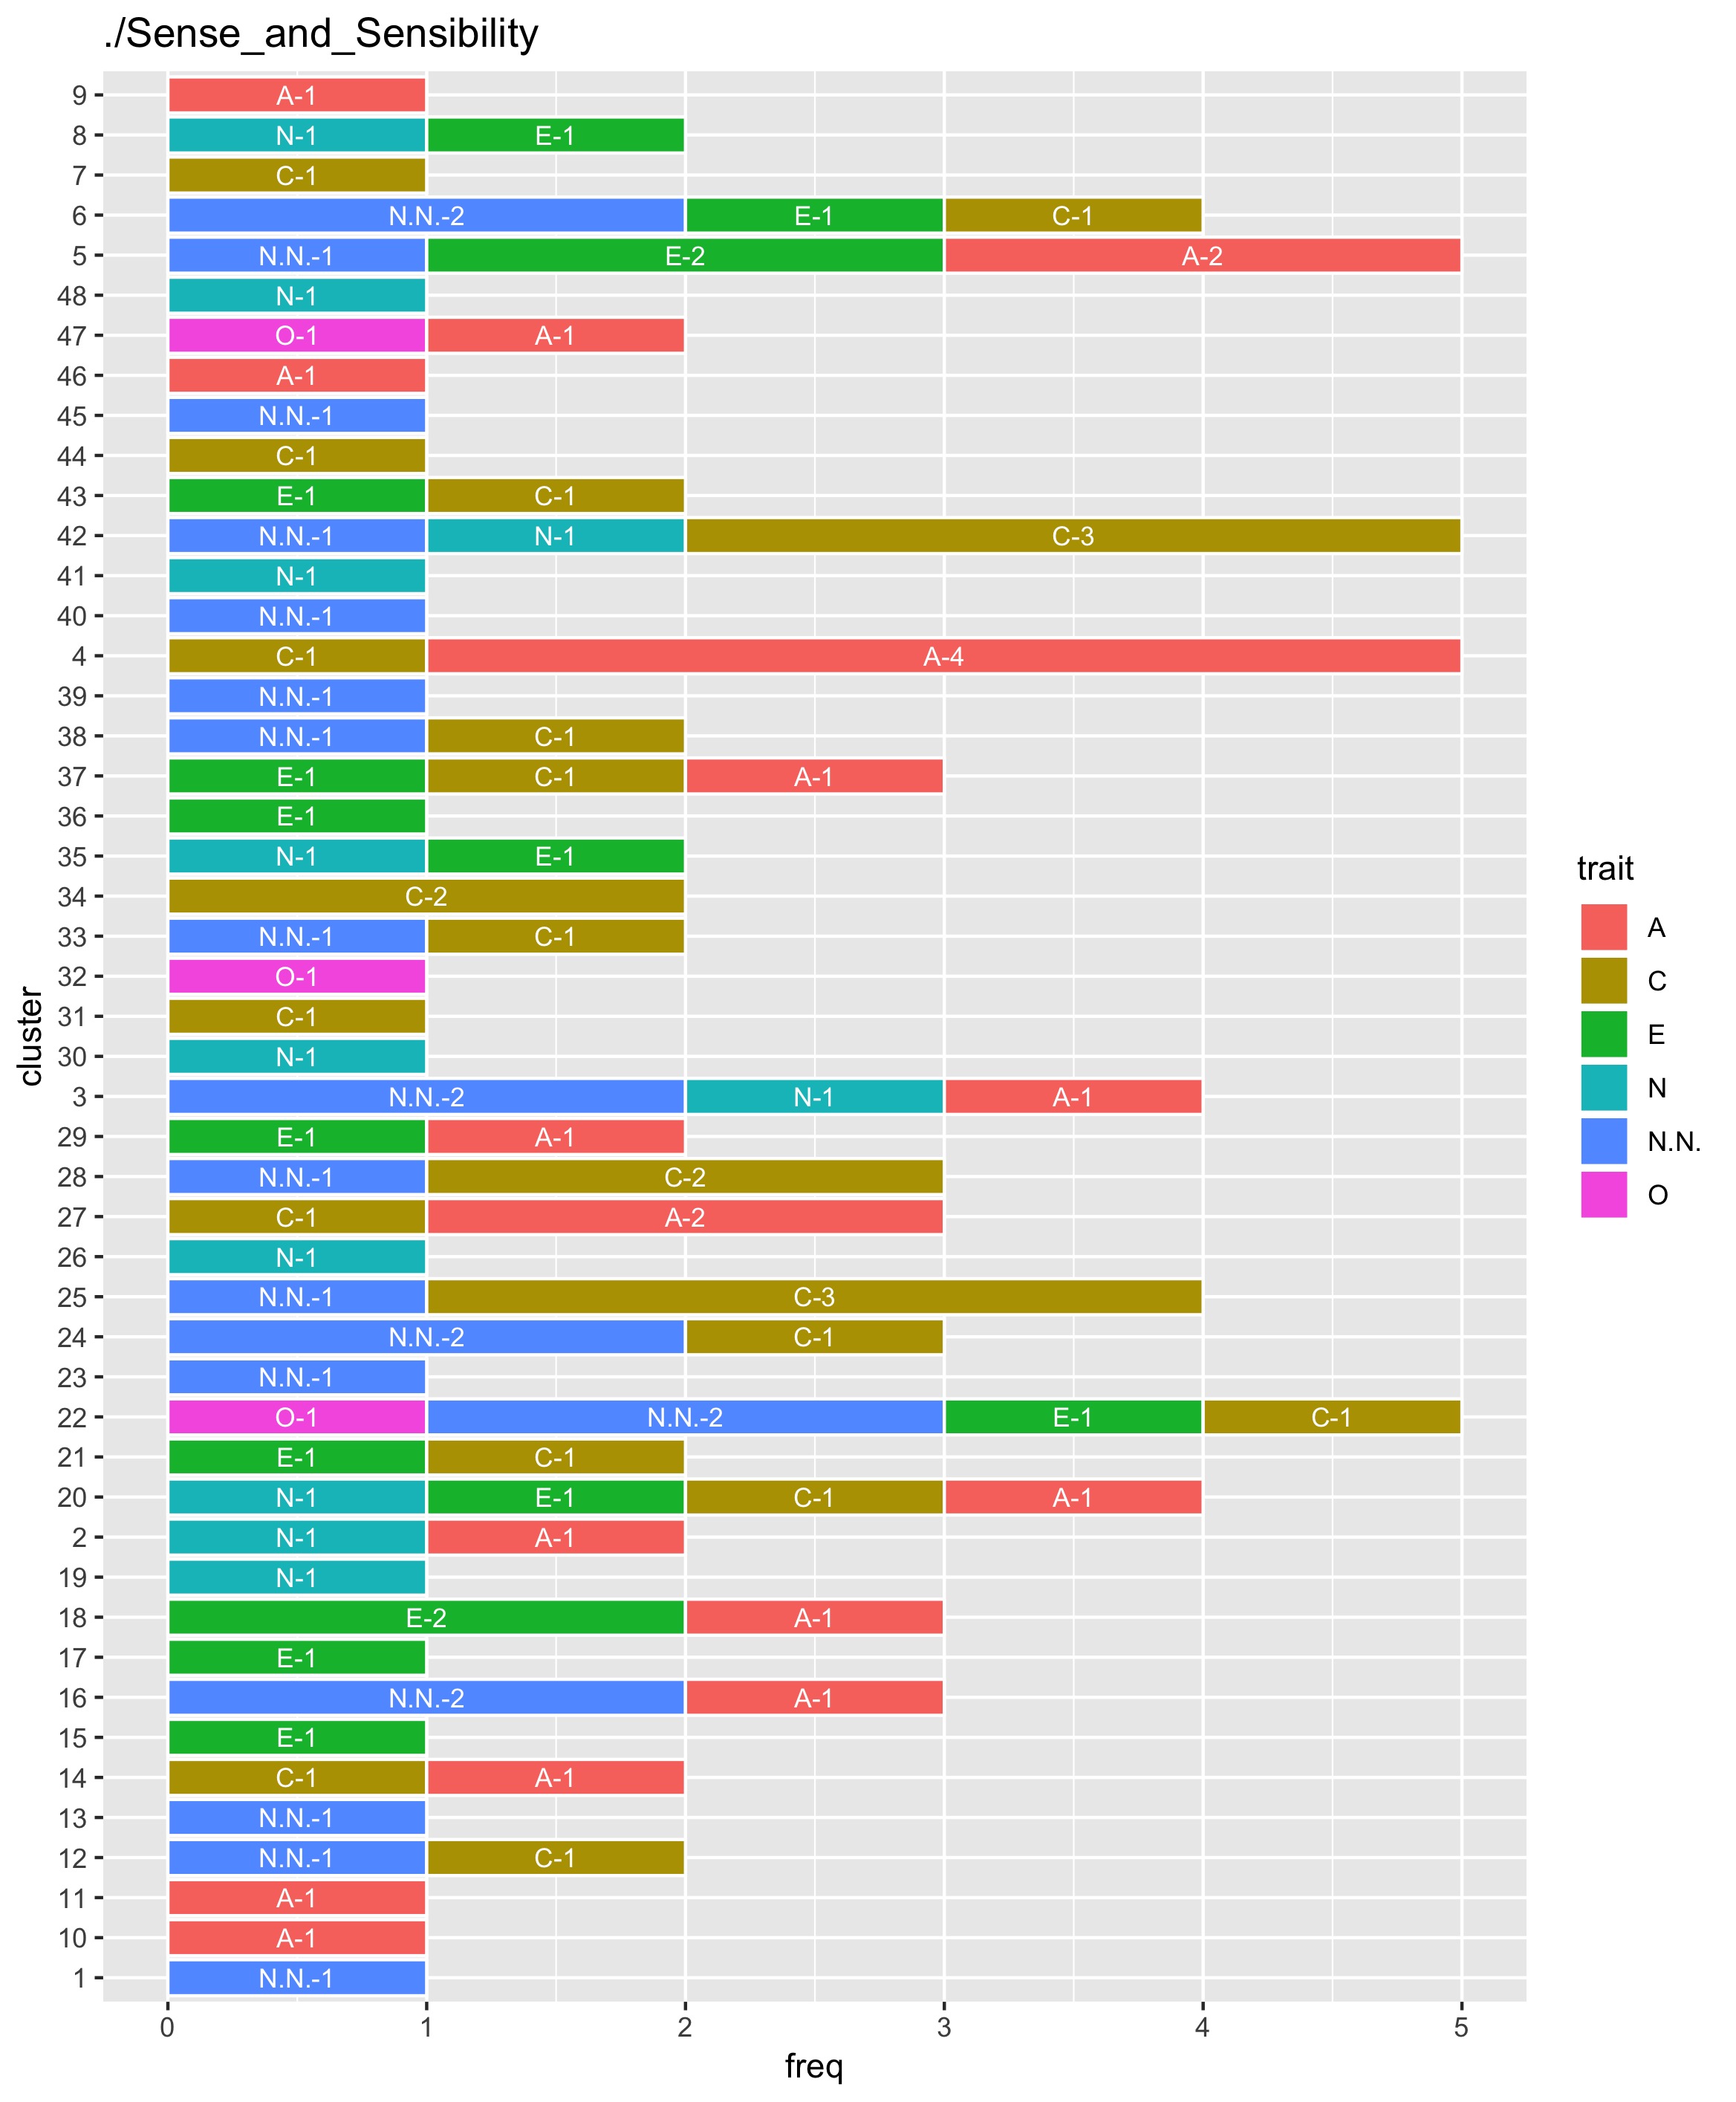 ./Sense_and_Sensibility
9 A-1
8 N-1 E-1
7 C-1
6 N.N.-2 E-1 C-1
5 N.N.-1 E-2 A-2
48 N-1
47 O-1 A-1
46 A-1
45 N.N.-1
44 C-1
43 E-1 C-1
42 N.N.-1 N-1 C-3
41 N-1
40 N.N.-1
4 C-1 A-4
39 N.N.-1
38 N.N.-1 C-1
37 E-1 C-1 A-1
36 E-1
35 N-1 E-1
34 C-2
33 N.N.-1 C-1
32 O-1
31 C-1
30 N-1
3 N.N.-2 N-1 A-1
29 E-1 A-1
28 N.N.-1 C-2
27 C-1 A-2
26 N-1
25 N.N.-1 C-3
24 N.N.-2 C-1
23 N.N.-1
22 O-1 N.N.-2 E-1 C-1
21 E-1 C-1
20 N-1 E-1 C-1 A-1
2 N-1 A-1
19 N-1
18 E-2 A-1
17 E-1
16 N.N.-2 A-1
15 E-1
14 C-1 A-1
13 N.N.-1
12 N.N.-1 C-1
11 A-1
10 A-1
1 N.N.-1
0 1 2 3 4 5
freq
cluster
trait
A
C
E
N
N.N.
O